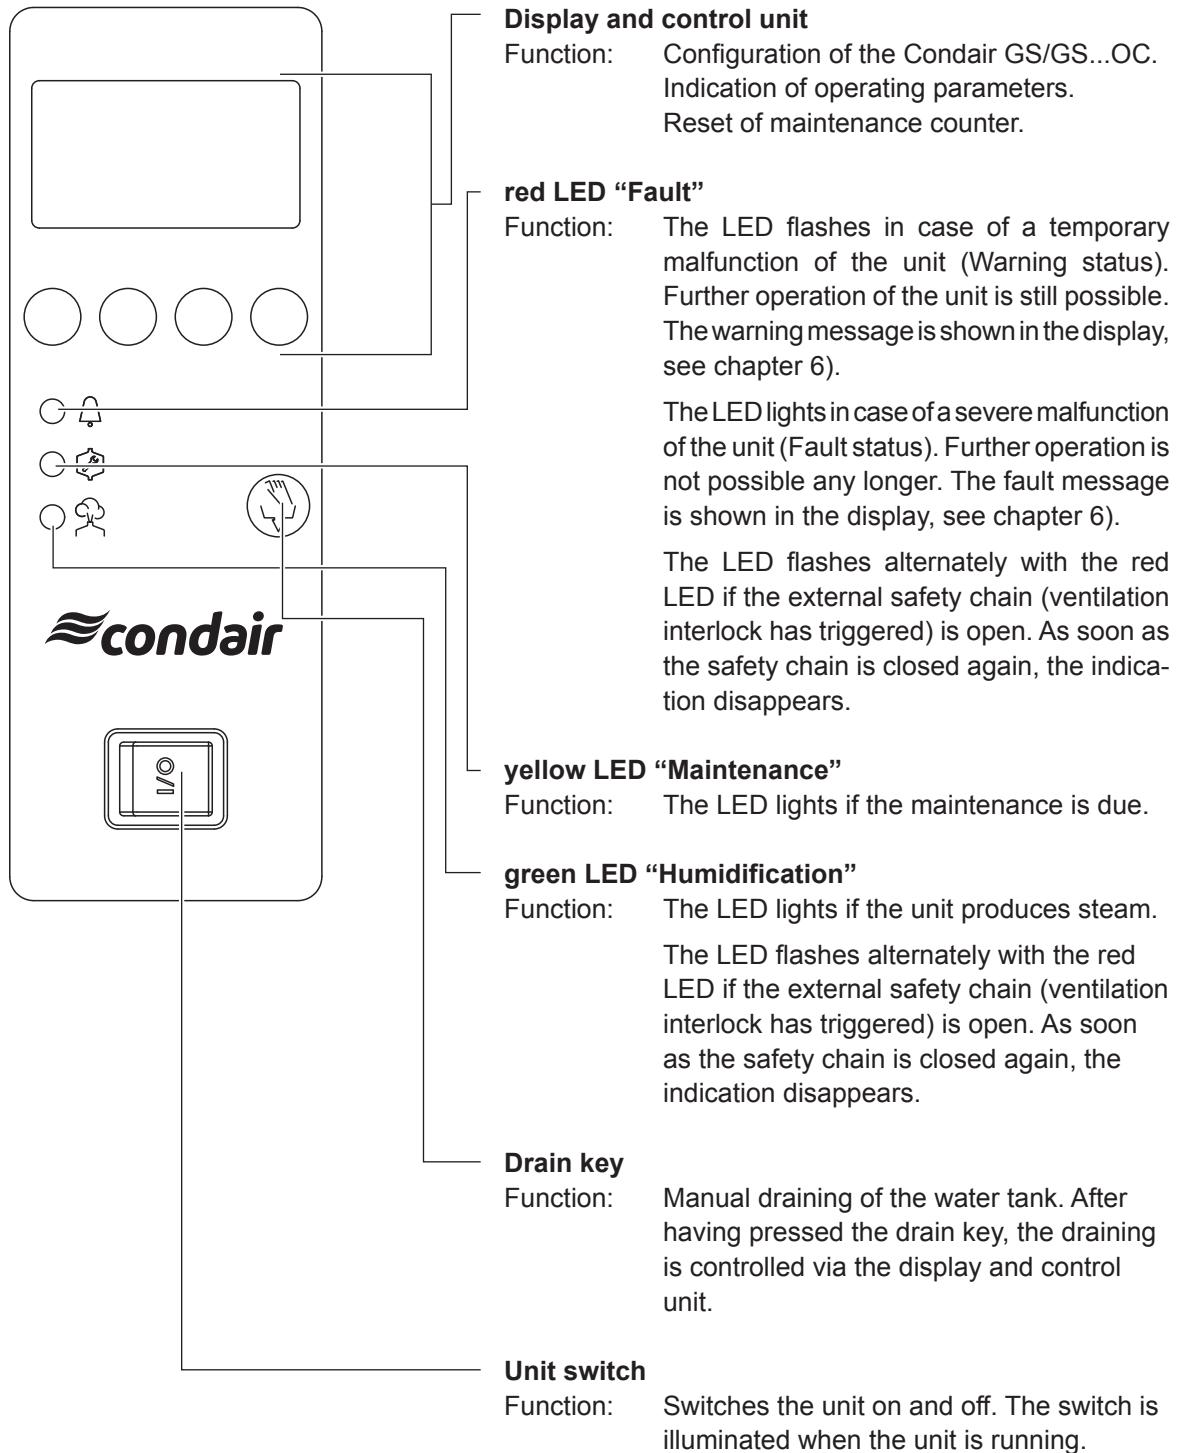 Display and control unit
Function: Configuration of the Condair GS/GS...OC.
Indication of operating parameters.
Reset of maintenance counter.
red LED “Fault”
Function: The LED flashes in case of a temporary
malfunction of the unit (Warning status).
Further operation of the unit is still possible.
The warning message is shown in the display,
see chapter 6).
The LED lights in case of a severe malfunction
of the unit (Fault status). Further operation is
not possible any longer. The fault message
is shown in the display, see chapter 6).
The LED flashes alternately with the red
LED if the external safety chain (ventilation
interlock has triggered) is open. As soon as
the safety chain is closed again, the indica-
tion disappears.
condair
I/O
yellow LED “Maintenance”
Function: The LED lights if the maintenance is due.
green LED “Humidification”
Function: The LED lights if the unit produces steam.
The LED flashes alternately with the red
LED if the external safety chain (ventilation
interlock has triggered) is open. As soon
as the safety chain is closed again, the
indication disappears.
Drain key
Function: Manual draining of the water tank. After
having pressed the drain key, the draining
is controlled via the display and control
unit.
Unit switch
Function: Switches the unit on and off. The switch is
illuminated when the unit is running.